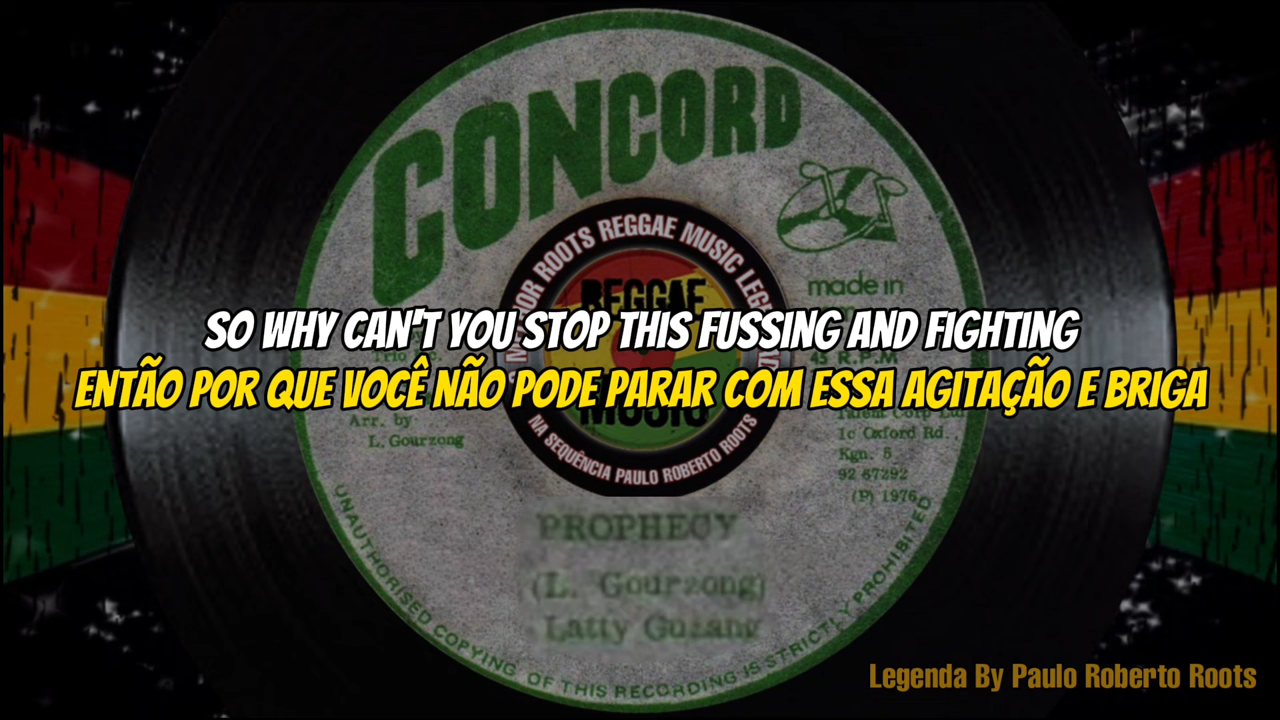 CONCORD
made in
REGGAE
MUSIC
SO WHY CAN'T YOU STOP THIS FUSSING AND FIGHTING
ENTÃO POR QUE VOCÊ NÃO PODE PARAR COM ESSA AGITAÇÃO E BRIGA
45 R.P.M
Arr. by
L. Gourzong
1c Oxford Rd.,
Kgn. 5
92 67292
(P) 1976
ROOTS REGGAE MUSIC
NA SEQUÊNCIA PAULO ROBERTO ROOTS
PROPHECY
(L. Gourzong)
Latty Guzang
UNAUTHORISED COPYING OF THIS RECORDING IS STRICTLY PROHIBITED
Legenda By Paulo Roberto Roots